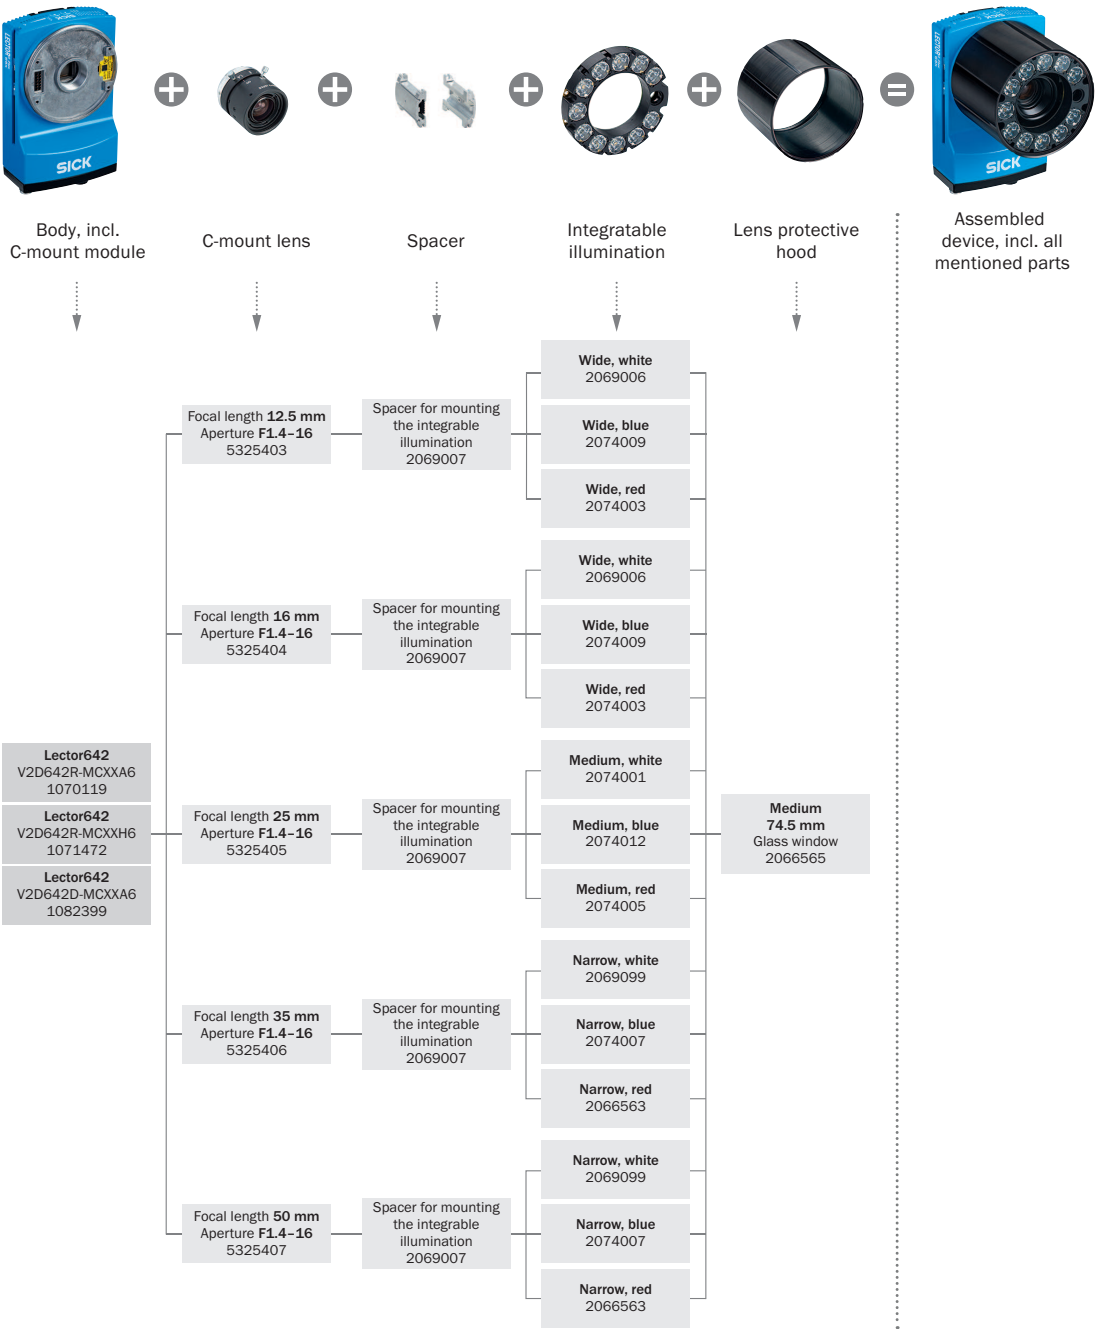 SICK
SICK
Body, incl.
C-mount module
C-mount lens
Spacer
Integratable
illumination
Lens protective
hood
Assembled
device, incl. all
mentioned parts
Lector642
V2D642R-MCXXA6
1070119
Lector642
V2D642R-MCXXH6
1071472
Lector642
V2D642D-MCXXA6
1082399
Focal length 12.5 mm
Aperture F1.4–16
5325403
Spacer for mounting
the integrable
illumination
2069007
Wide, white
2069006
Wide, blue
2074009
Wide, red
2074003
Focal length 16 mm
Aperture F1.4–16
5325404
Spacer for mounting
the integrable
illumination
2069007
Wide, white
2069006
Wide, blue
2074009
Wide, red
2074003
Focal length 25 mm
Aperture F1.4–16
5325405
Spacer for mounting
the integrable
illumination
2069007
Medium, white
2074001
Medium, blue
2074012
Medium, red
2074005
Focal length 35 mm
Aperture F1.4–16
5325406
Spacer for mounting
the integrable
illumination
2069007
Narrow, white
2069099
Narrow, blue
2074007
Narrow, red
2066563
Focal length 50 mm
Aperture F1.4–16
5325407
Spacer for mounting
the integrable
illumination
2069007
Narrow, white
2069099
Narrow, blue
2074007
Narrow, red
2066563
Medium
74.5 mm
Glass window
2066565